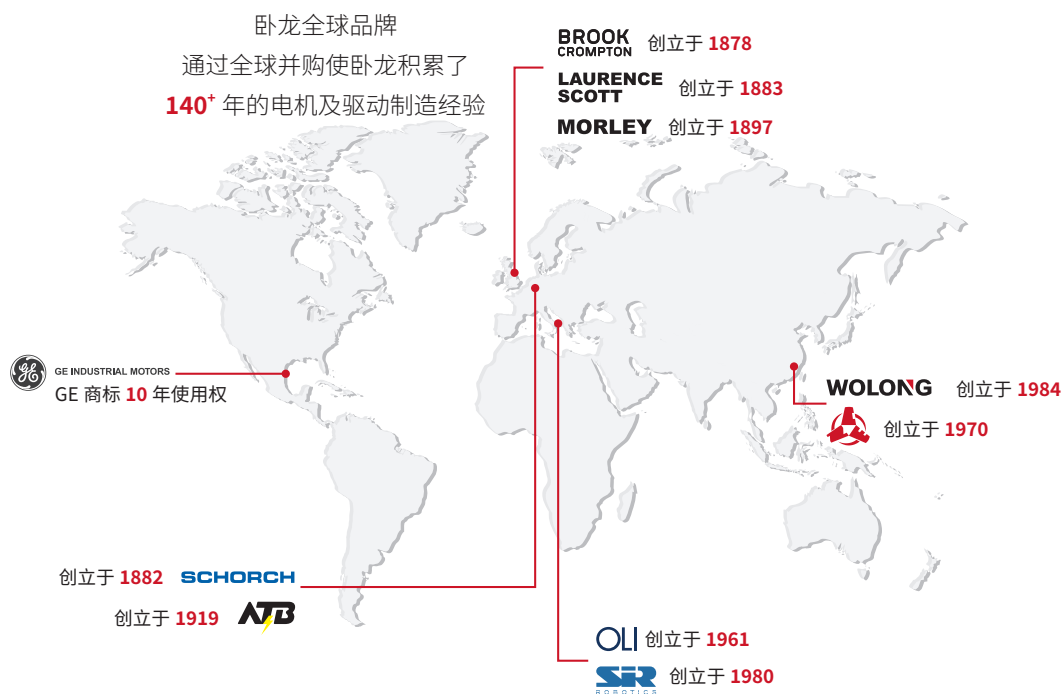 卧龙全球品牌
通过全球并购使卧龙积累了
140+ 年的电机及驱动制造经验
BROOK
CROMPTON
创立于 1878
LAURENCE
SCOTT
创立于 1883
MORLEY 创立于 1897
GE
GE INDUSTRIAL MOTORS
GE 商标 10 年使用权
WOLONG 创立于 1984
创立于 1970
创立于 1882 SCHORCH
创立于 1919 ATB
OLI 创立于 1961
SIR 创立于 1980
ROBOTICS